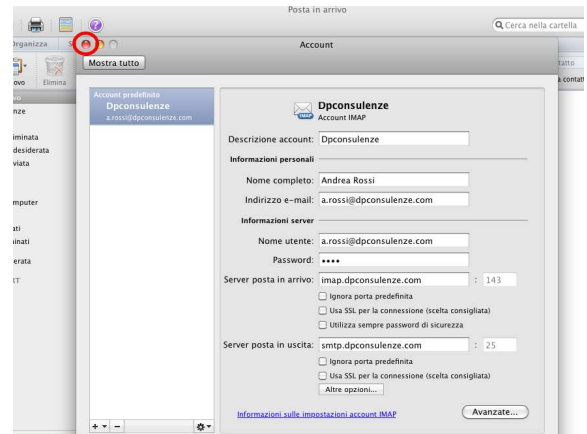 Posta in arrivo
Cerca nella cartella
Organizza
Account
Mostra tutto
Elimina
Account predefinito
Dpconsulenze
a.rossi@dpconsulenze.com
Dpconsulenze
Account IMAP
IMAP
Descrizione account: Dpconsulenze
Informazioni personali
Nome completo: Andrea Rossi
Indirizzo e-mail: a.rossi@dpconsulenze.com
Informazioni server
Nome utente: a.rossi@dpconsulenze.com
Password: ••••
Server posta in arrivo: imap.dpconsulenze.com : 143
Ignora porta predefinita
Usa SSL per la connessione (scelta consigliata)
Utilizza sempre password di sicurezza
Server posta in uscita: smtp.dpconsulenze.com : 25
Ignora porta predefinita
Usa SSL per la connessione (scelta consigliata)
Altre opzioni...
Informazioni sulle impostazioni account IMAP
Avanzate...